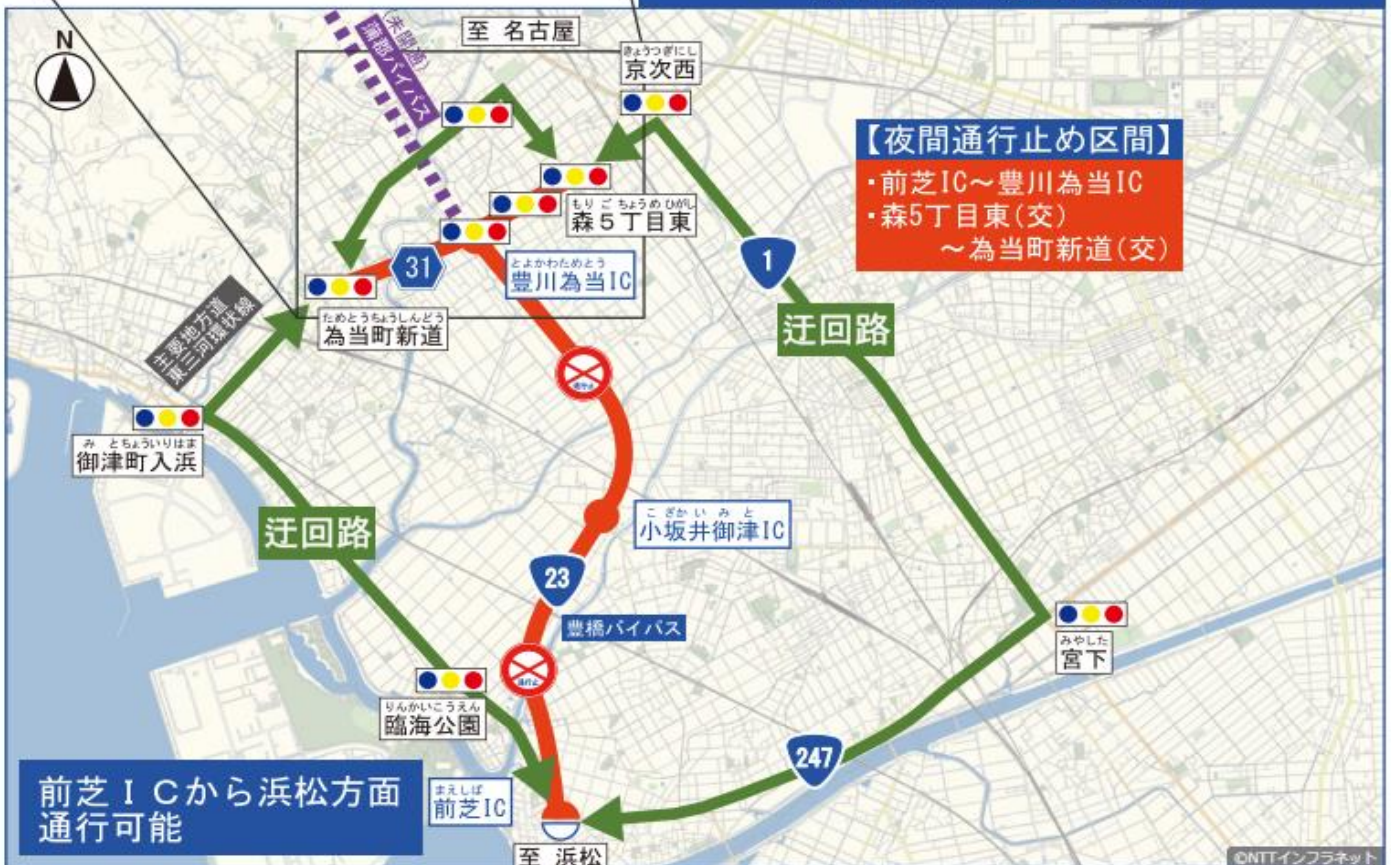 N
(未開通)
蒲郡バイパス
至 名古屋
きょうつぎにし
京次西
【夜間通行止め区間】
・前芝IC～豊川為当IC
・森5丁目東(交)
～為当町新道(交)
もりごちょうめひがし
森5丁目東
とよかわためとう
豊川為当IC
31
1
迂回路
ためとうちょうしんどう
為当町新道
主要地方道
東三河環状線
通行止
みとちょういりはま
御津町入浜
迂回路
こざかいみと
小坂井御津IC
23
豊橋バイパス
みやした
宮下
通行止
りんかいこうえん
臨海公園
247
前芝ICから浜松方面
通行可能
まえしば
前芝IC
至 浜松
©NTTインフラネット